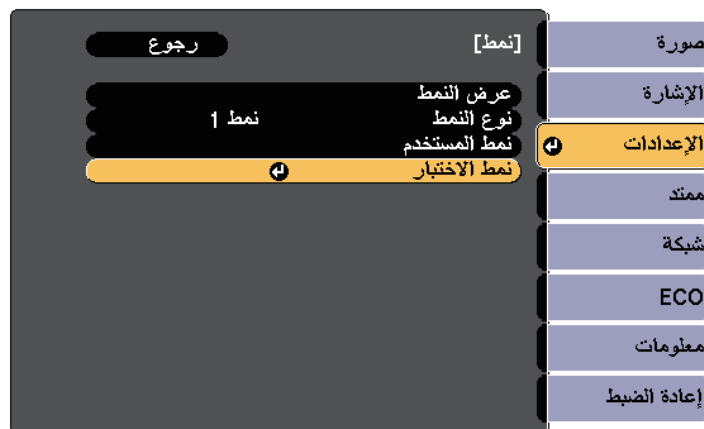 صورة
الإشارة
الإعدادات
ممتد
شبكة
ECO
معلومات
إعادة الضبط
[نمط]
رجوع
عرض النمط
نوع النمط نمط 1
نمط المستخدم
نمط الاختبار